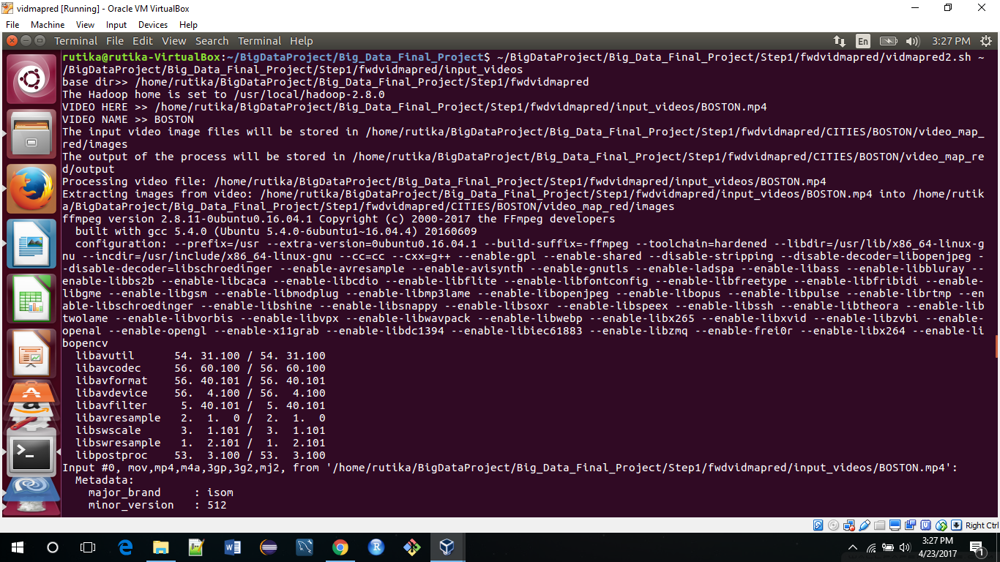 vidmapred [Running] - Oracle VM VirtualBox
File Machine View Input Devices Help
Terminal File Edit View Search Terminal Help En 3:27 PM
rutika@rutika-VirtualBox:~/BigDataProject/Big_Data_Final_Project$ ~/BigDataProject/Big_Data_Final_Project/Step1/fwdvidmapred/vidmapred2.sh ~
/BigDataProject/Big_Data_Final_Project/Step1/fwdvidmapred/input_videos
base dir>> /home/rutika/BigDataProject/Big_Data_Final_Project/Step1/fwdvidmapred
The Hadoop home is set to /usr/local/hadoop-2.8.0
VIDEO HERE >> /home/rutika/BigDataProject/Big_Data_Final_Project/Step1/fwdvidmapred/input_videos/BOSTON.mp4
VIDEO NAME >> BOSTON
The input video image files will be stored in /home/rutika/BigDataProject/Big_Data_Final_Project/Step1/fwdvidmapred/CITIES/BOSTON/video_map_
red/images
The output of the process will be stored in /home/rutika/BigDataProject/Big_Data_Final_Project/Step1/fwdvidmapred/CITIES/BOSTON/video_map_re
d/output
Processing video file: /home/rutika/BigDataProject/Big_Data_Final_Project/Step1/fwdvidmapred/input_videos/BOSTON.mp4
Extracting images from video: /home/rutika/BigDataProject/Big_Data_Final_Project/Step1/fwdvidmapred/input_videos/BOSTON.mp4 into /home/rutik
a/BigDataProject/Big_Data_Final_Project/Step1/fwdvidmapred/CITIES/BOSTON/video_map_red/images
ffmpeg version 2.8.11-0ubuntu0.16.04.1 Copyright (c) 2000-2017 the FFmpeg developers
built with gcc 5.4.0 (Ubuntu 5.4.0-6ubuntu1~16.04.4) 20160609
configuration: --prefix=/usr --extra-version=0ubuntu0.16.04.1 --build-suffix=-ffmpeg --toolchain=hardened --libdir=/usr/lib/x86_64-linux-g
nu --incdir=/usr/include/x86_64-linux-gnu --cc=cc --cxx=g++ --enable-gpl --enable-shared --disable-stripping --disable-decoder=libopenjpeg -
-disable-decoder=libschroedinger --enable-avresample --enable-avisynth --enable-gnutls --enable-ladspa --enable-libass --enable-libbluray --
enable-libbs2b --enable-libcaca --enable-libcdio --enable-libflite --enable-libfontconfig --enable-libfreetype --enable-libfribidi --enable-
libgme --enable-libgsm --enable-libmodplug --enable-libmp3lame --enable-libopenjpeg --enable-libopus --enable-libpulse --enable-librtmp --en
able-libschroedinger --enable-libshine --enable-libsnappy --enable-libsoxr --enable-libspeex --enable-libssh --enable-libtheora --enable-lib
twolame --enable-libvorbis --enable-libvpx --enable-libwavpack --enable-libwebp --enable-libx265 --enable-libxvid --enable-libzvbi --enable-
openal --enable-opengl --enable-x11grab --enable-libdc1394 --enable-libiec61883 --enable-libzmq --enable-frei0r --enable-libx264 --enable-li
bopencv
libavutil 54. 31.100 / 54. 31.100
libavcodec 56. 60.100 / 56. 60.100
libavformat 56. 40.101 / 56. 40.101
libavdevice 56. 4.100 / 56. 4.100
libavfilter 5. 40.101 / 5. 40.101
libavresample 2. 1. 0 / 2. 1. 0
libswscale 3. 1.101 / 3. 1.101
libswresample 1. 2.101 / 1. 2.101
libpostproc 53. 3.100 / 53. 3.100
Input #0, mov,mp4,m4a,3gp,3g2,mj2, from '/home/rutika/BigDataProject/Big_Data_Final_Project/Step1/fwdvidmapred/input_videos/BOSTON.mp4':
Metadata:
major_brand : isom
minor_version : 512
Right Ctrl
3:27 PM
4/23/2017